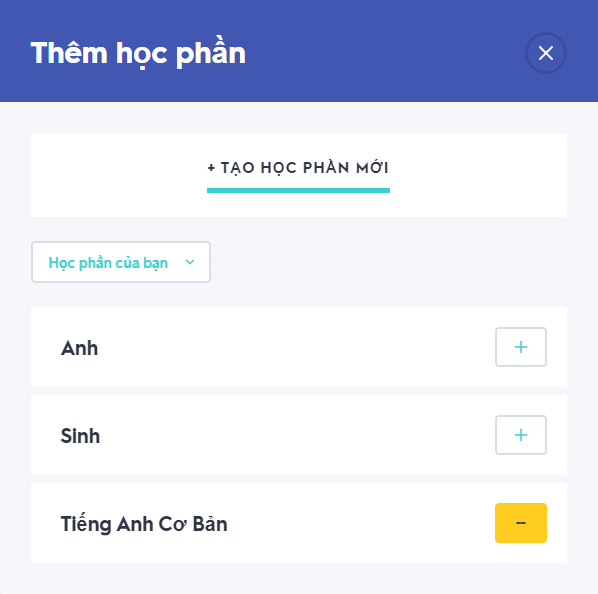 Thêm học phần
+ TẠO HỌC PHẦN MỚI
Học phần của bạn
Anh
Sinh
Tiếng Anh Cơ Bản